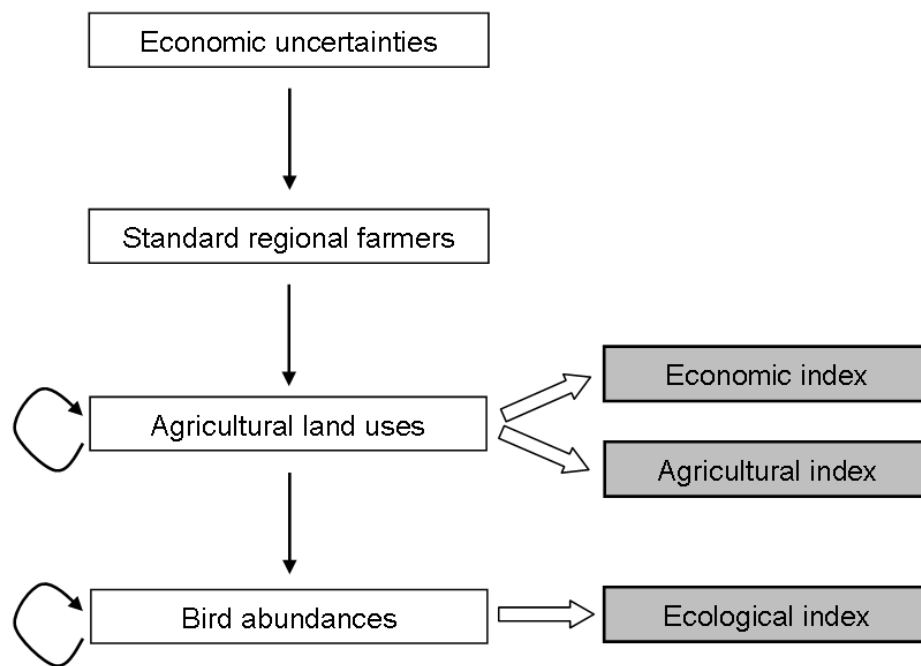 Economic uncertainties
Standard regional farmers
Economic index
Agricultural land uses
Agricultural index
Bird abundances
Ecological index